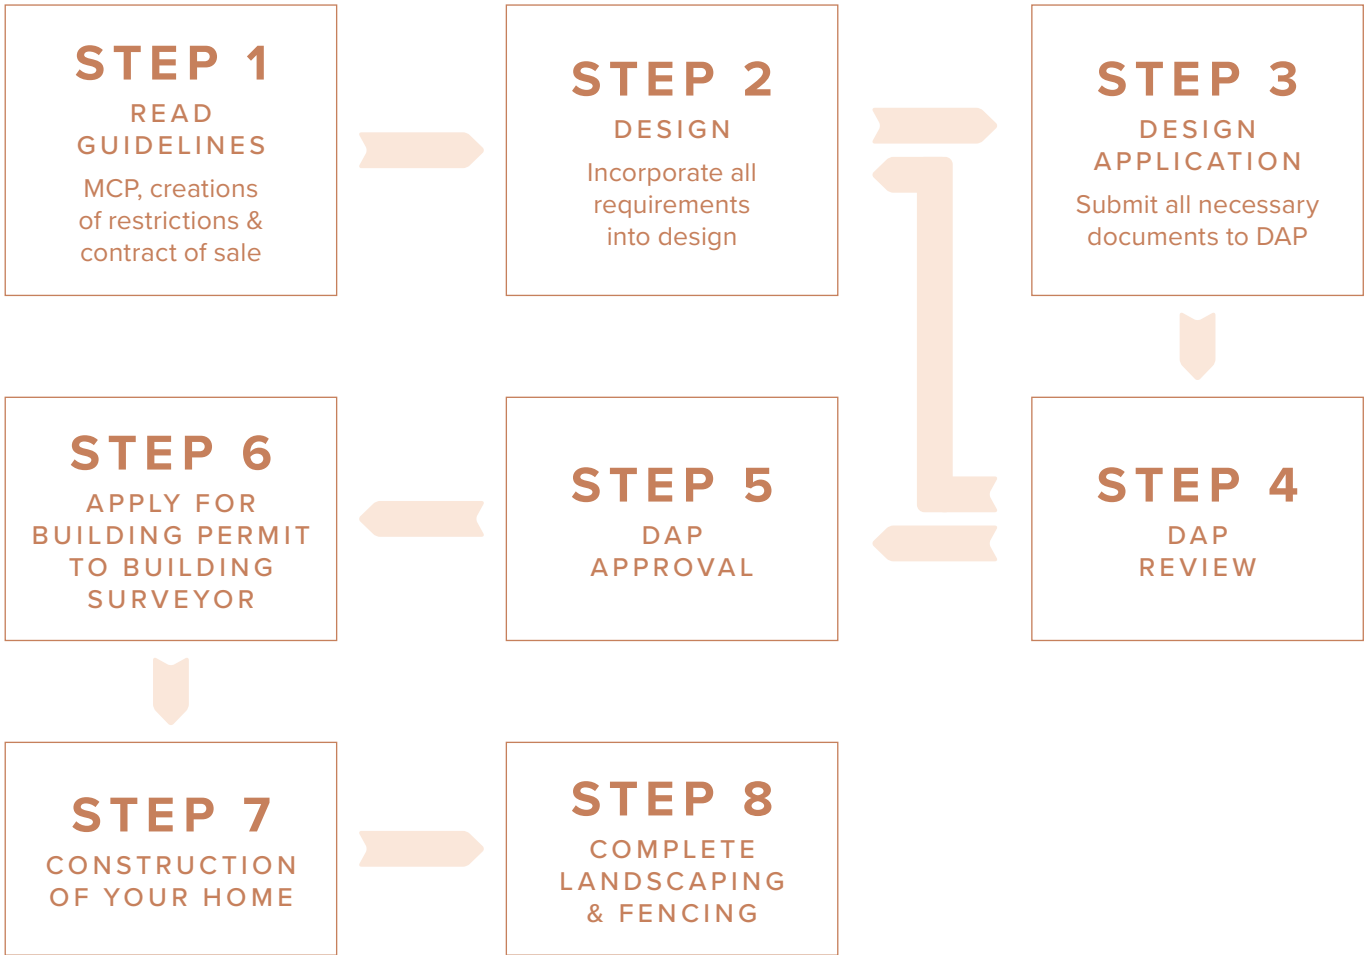 STEP 1
READ
GUIDELINES
MCP, creations
of restrictions &
contract of sale
STEP 2
DESIGN
Incorporate all
requirements
into design
STEP 3
DESIGN
APPLICATION
Submit all necessary
documents to DAP
STEP 4
DAP
REVIEW
STEP 5
DAP
APPROVAL
STEP 6
APPLY FOR
BUILDING PERMIT
TO BUILDING
SURVEYOR
STEP 7
CONSTRUCTION
OF YOUR HOME
STEP 8
COMPLETE
LANDSCAPING
& FENCING